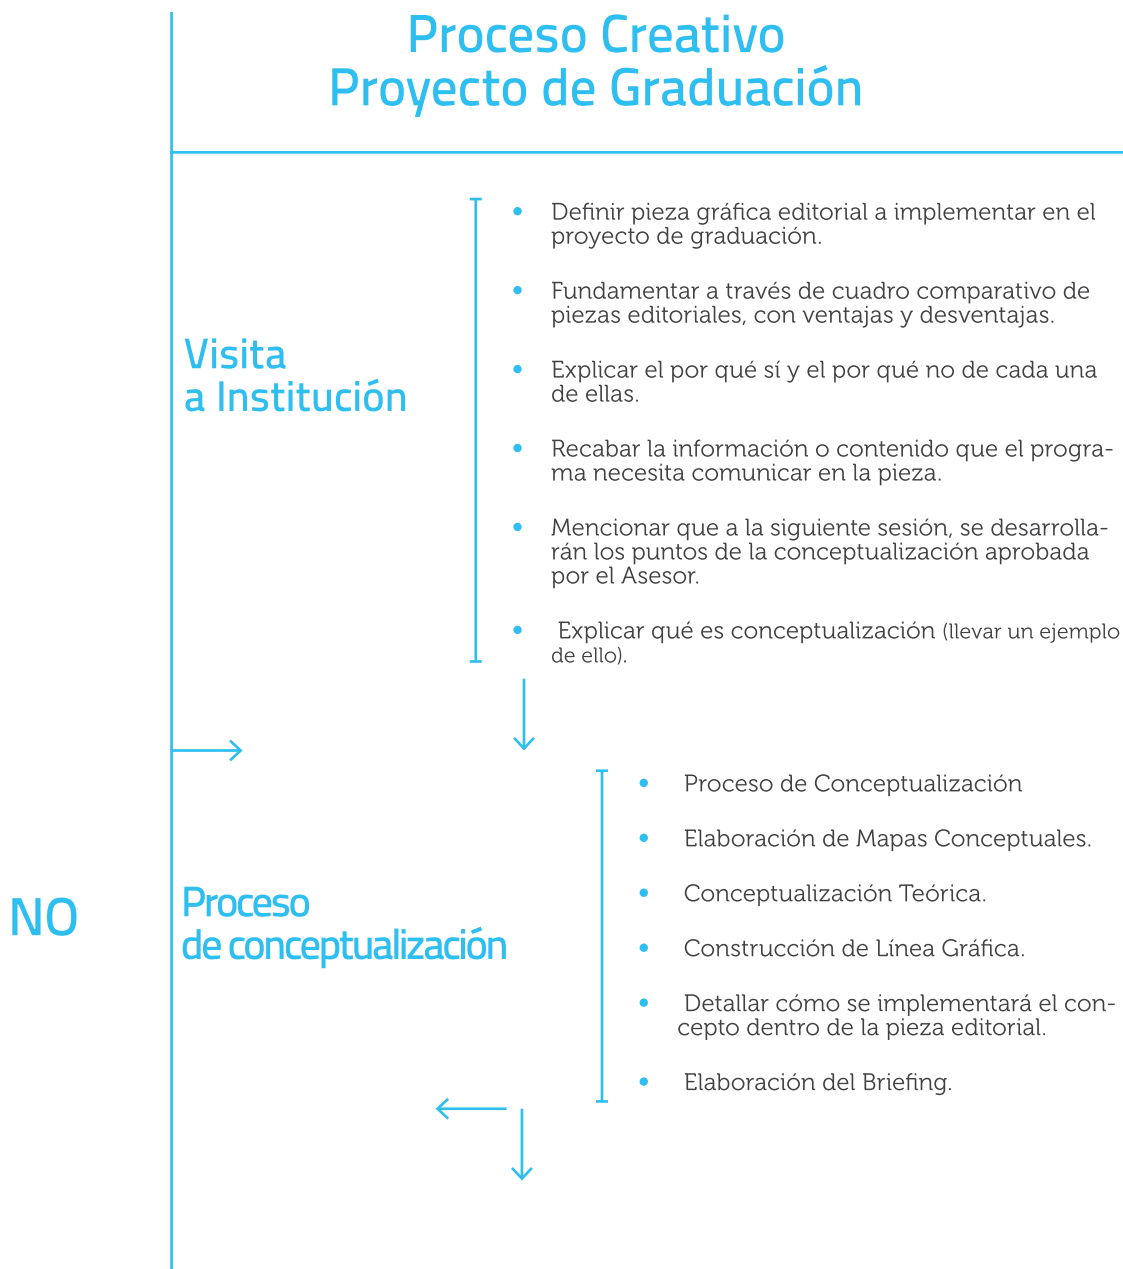 Proceso Creativo
Proyecto de Graduación
Visita
a Institución
• Definir pieza gráfica editorial a implementar en el
proyecto de graduación.
• Fundamentar a través de cuadro comparativo de
piezas editoriales, con ventajas y desventajas.
• Explicar el por qué sí y el por qué no de cada una
de ellas.
• Recabar la información o contenido que el progra-
ma necesita comunicar en la pieza.
• Mencionar que a la siguiente sesión, se desarrolla-
rán los puntos de la conceptualización aprobada
por el Asesor.
• Explicar qué es conceptualización (llevar un ejemplo
de ello).
NO
Proceso
de conceptualización
• Proceso de Conceptualización
• Elaboración de Mapas Conceptuales.
• Conceptualización Teórica.
• Construcción de Línea Gráfica.
• Detallar cómo se implementará el con-
cepto dentro de la pieza editorial.
• Elaboración del Briefing.